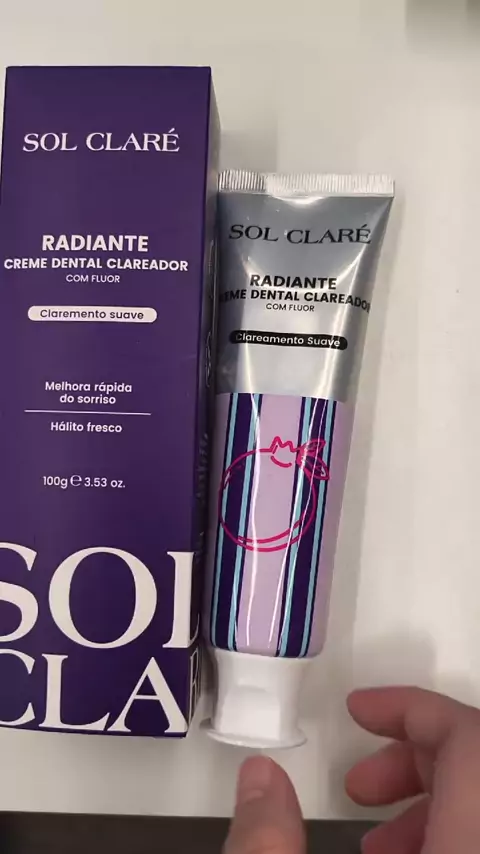 SOL CLARÉ
RADIANTE
CREME DENTAL CLAREADOR
COM FLUOR
Claremento suave
Melhora rápida
do sorriso
Hálito fresco
100g ℮ 3.53 oz.
SOL
CLAR
SOL CLARÉ
RADIANTE
EME DENTAL CLAREADOR
COM FLUOR
Clareamento Suave